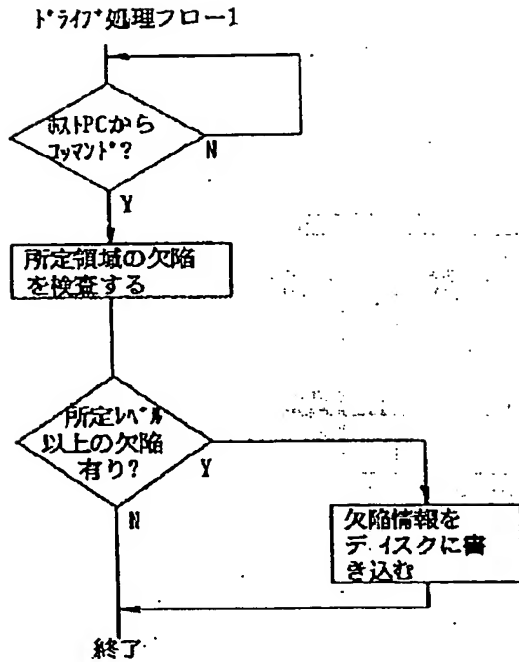 ﾄﾞﾗｲﾌﾞ処理フロー1
ﾎｽﾄPCから
ｺｯﾏﾝﾄﾞ?
N
Y
所定領域の欠陥
を検査する
所定ﾚﾍﾞﾙ
以上の欠陥
有り?
Y
N
欠陥情報を
ディスクに書
き込む
終了